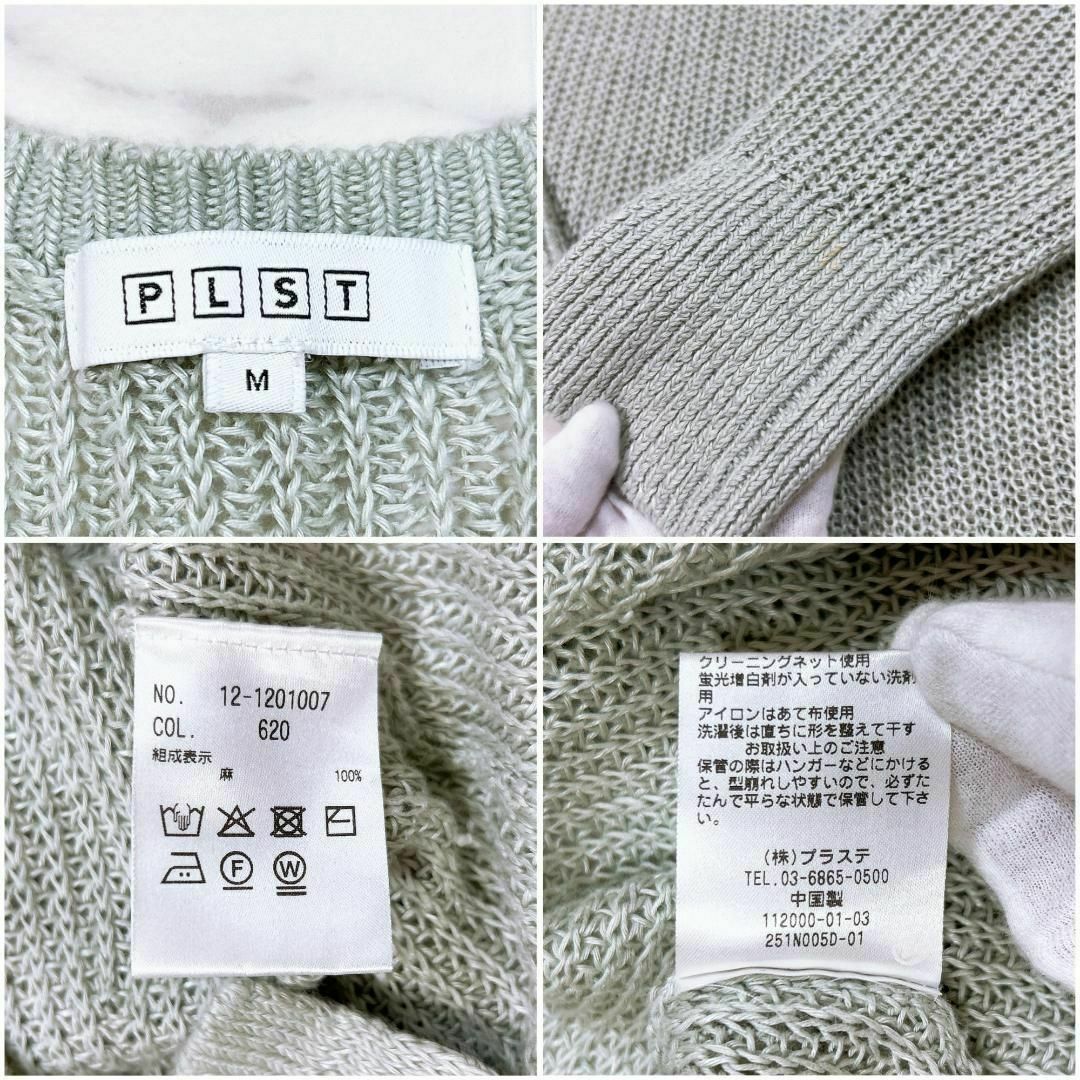 PLST
M
NO. 12-1201007
COL. 620
組成表示
麻 100%
F W
クリーニングネット使用
蛍光増白剤が入っていない洗剤
用
アイロンはあて布使用
洗濯後は直ちに形を整えて干す
お取扱い上のご注意
保管の際はハンガーなどにかける
と、型崩れしやすいので、必ずた
たんで平らな状態で保管して下さ
い。
(株)プラステ
TEL.03-6865-0500
中国製
112000-01-03
251N005D-01